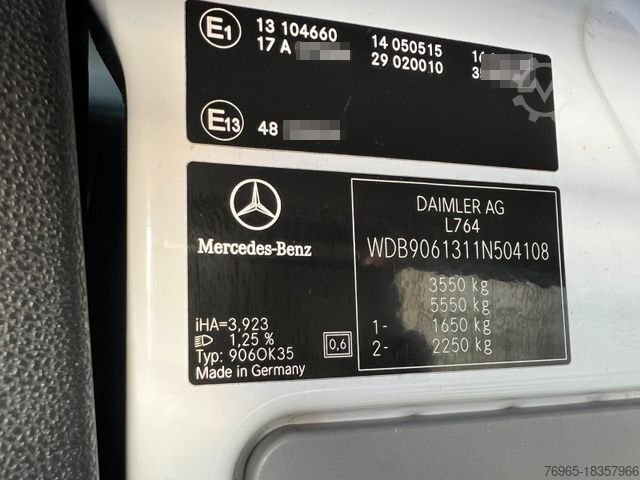 E1
13 104660
17 A
14 050515
29 020010
16
35
E13
48
Mercedes-Benz
DAIMLER AG
L764
WDB9061311N504108
3550 kg
5550 kg
1- 1650 kg
2- 2250 kg
iHA=3,923
1,25 %
Typ: 906OK35
0,6
Made in Germany
76965-18357966